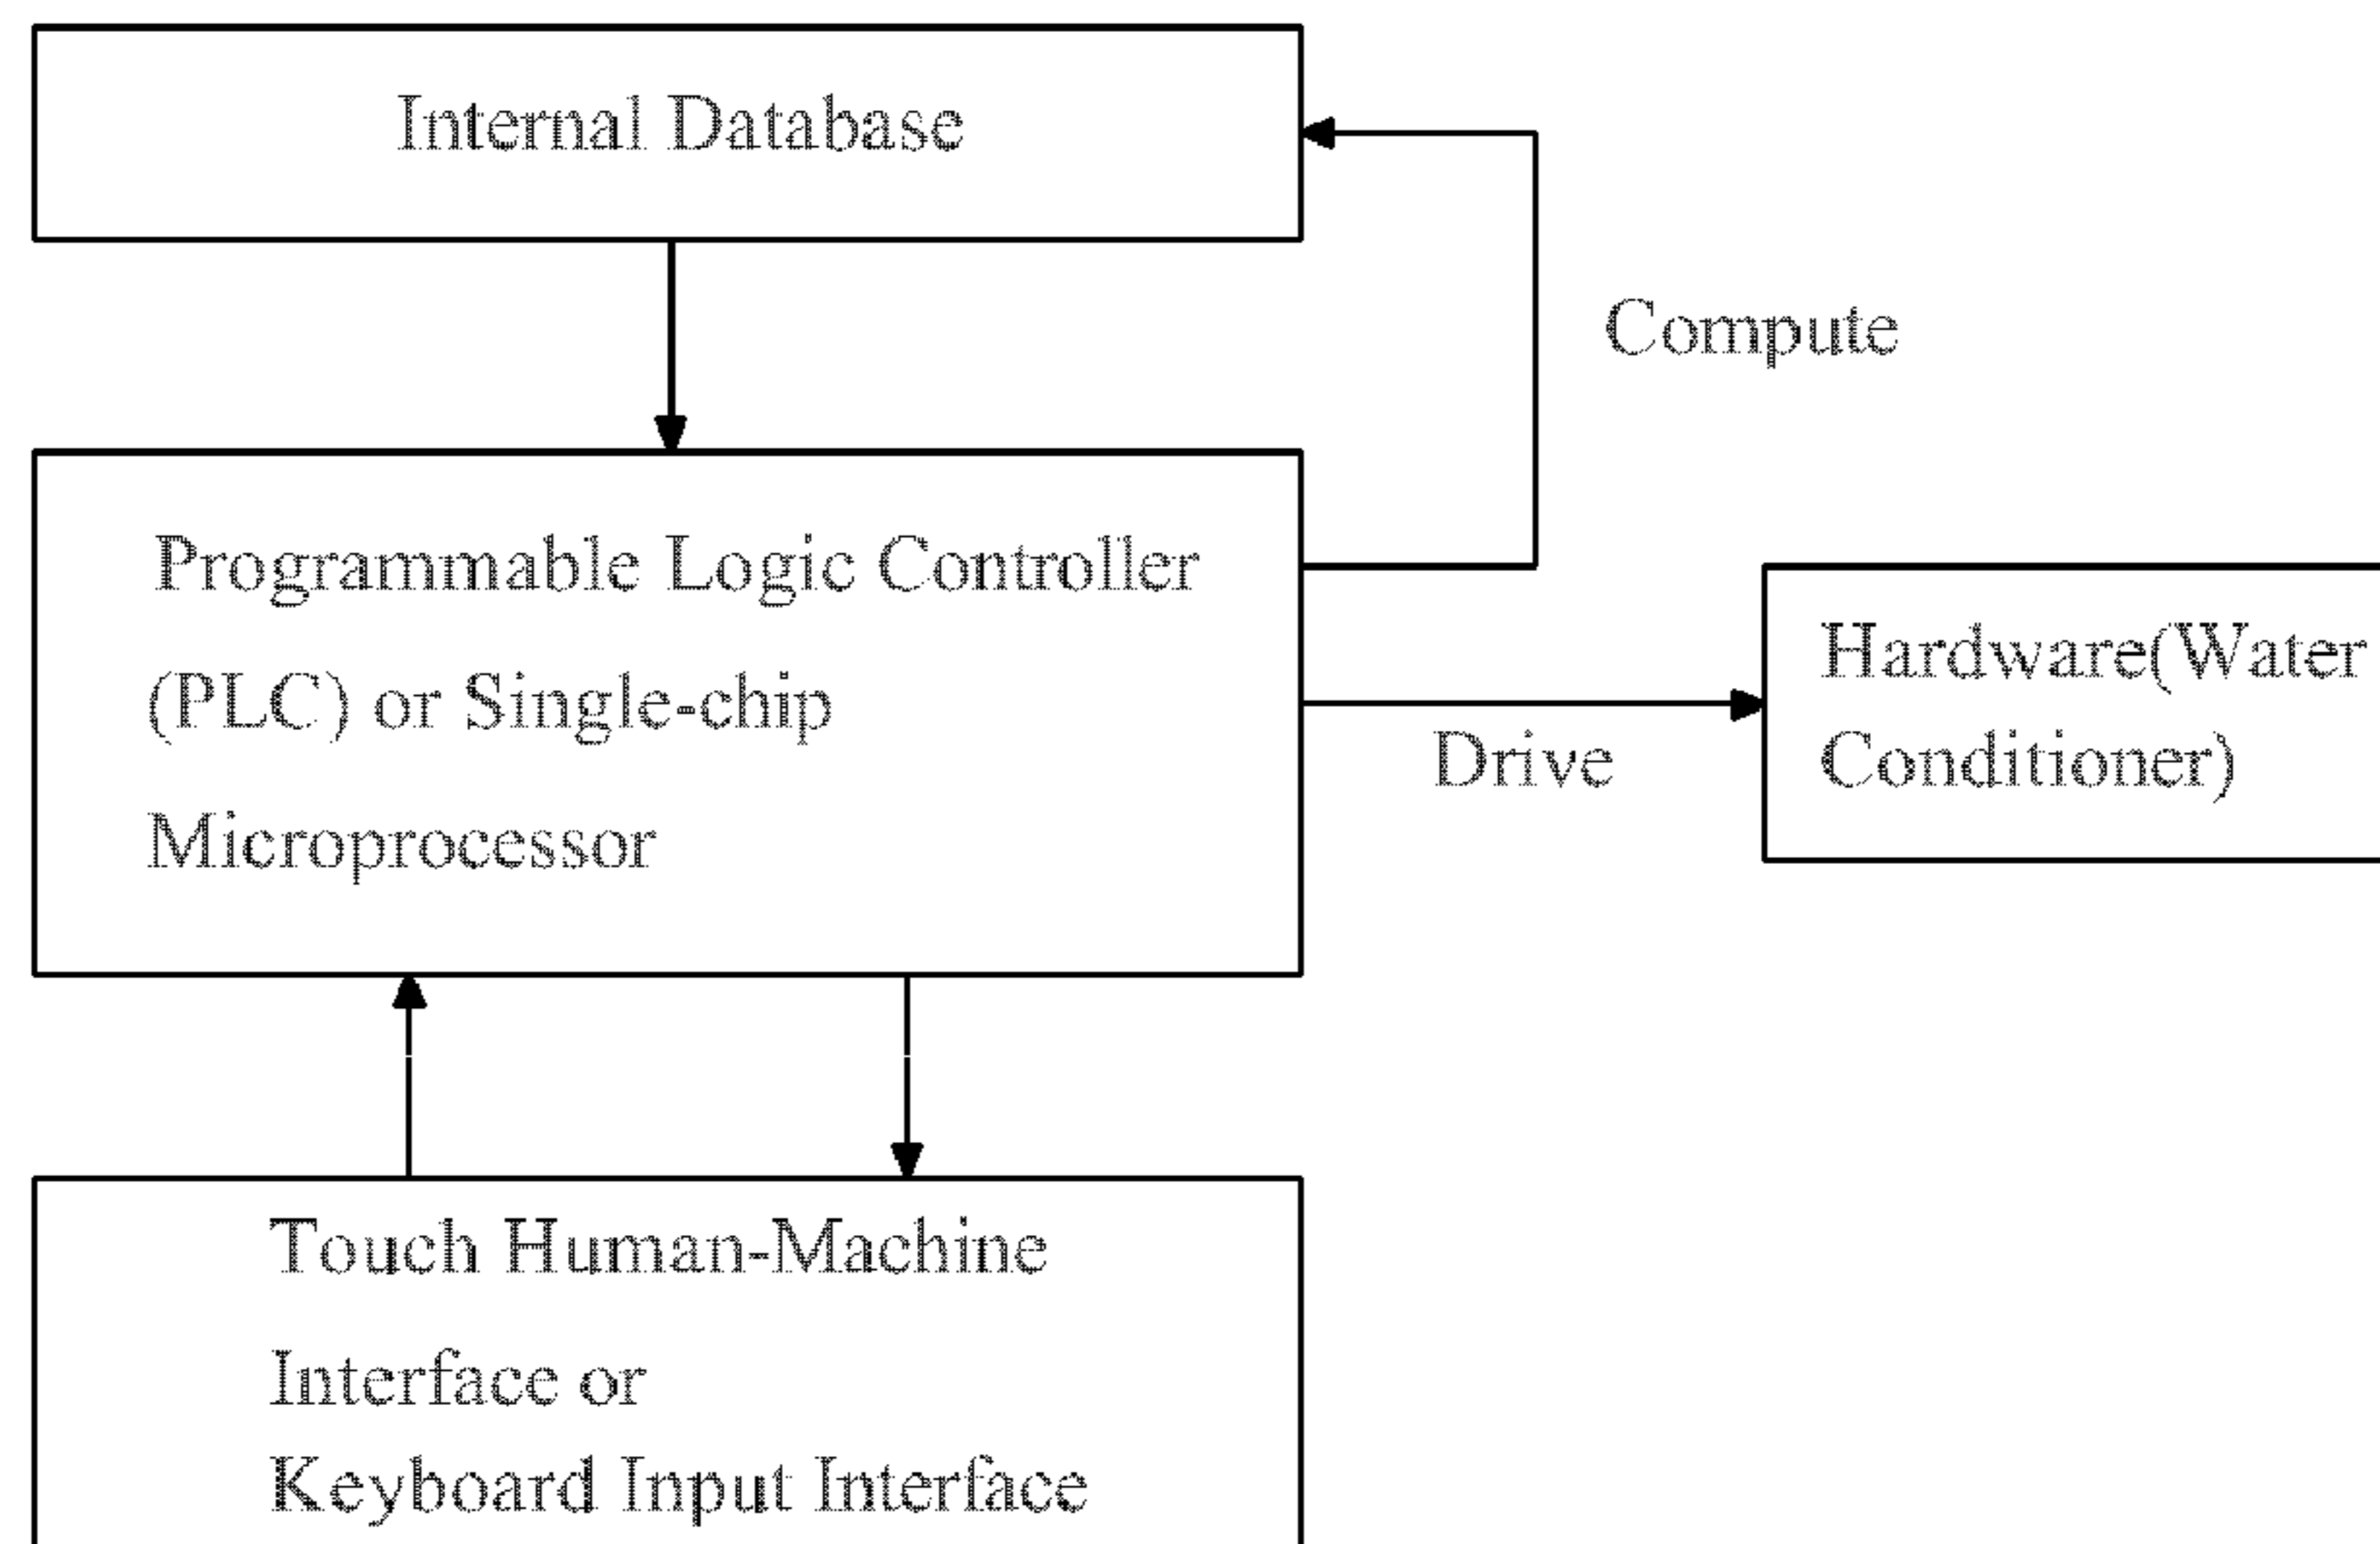 Internal Database
Compute
Programmable Logic Controller
(PLC) or Single-chip
Microprocessor
Hardware(Water
Conditioner)
Drive
Touch Human-Machine
Interface or
Keyboard Input Interface